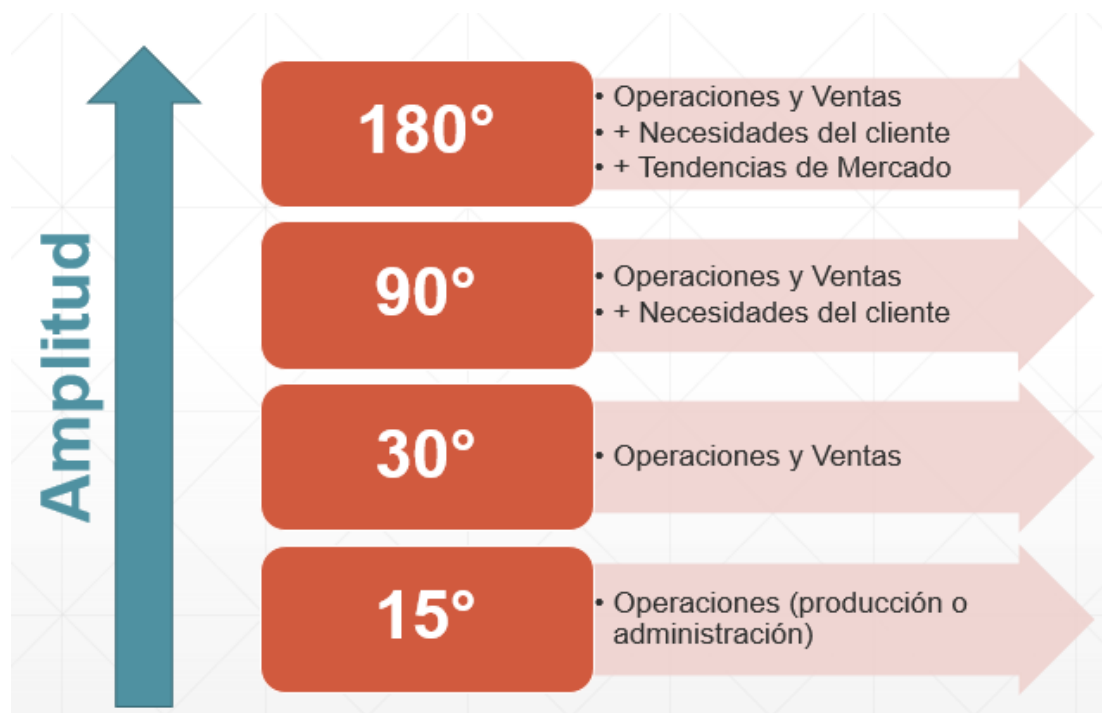 Amplitud
180°
• Operaciones y Ventas
• + Necesidades del cliente
• + Tendencias de Mercado
90°
• Operaciones y Ventas
• + Necesidades del cliente
30°
• Operaciones y Ventas
15°
• Operaciones (producción o
administración)